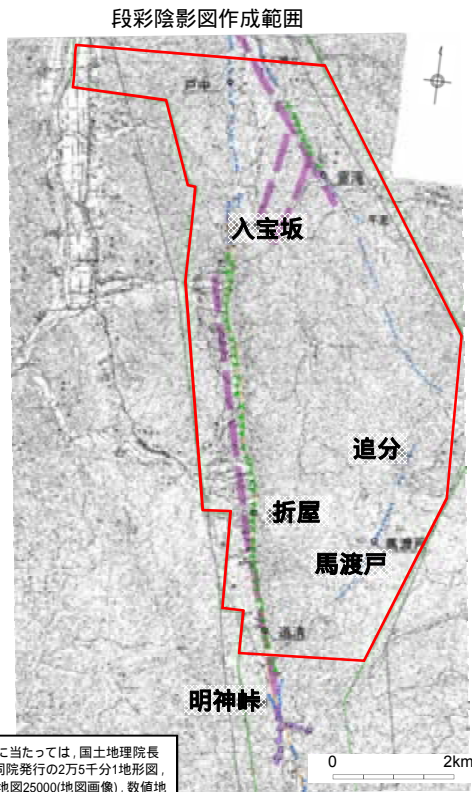 段彩陰影図作成範囲
戸中
入宝坂
追分
折屋
馬渡戸
明神峠
に当たっては,国土地理院長
同院発行の2万5千分1地形図,
地図25000(地図画像),数値地
0 2km